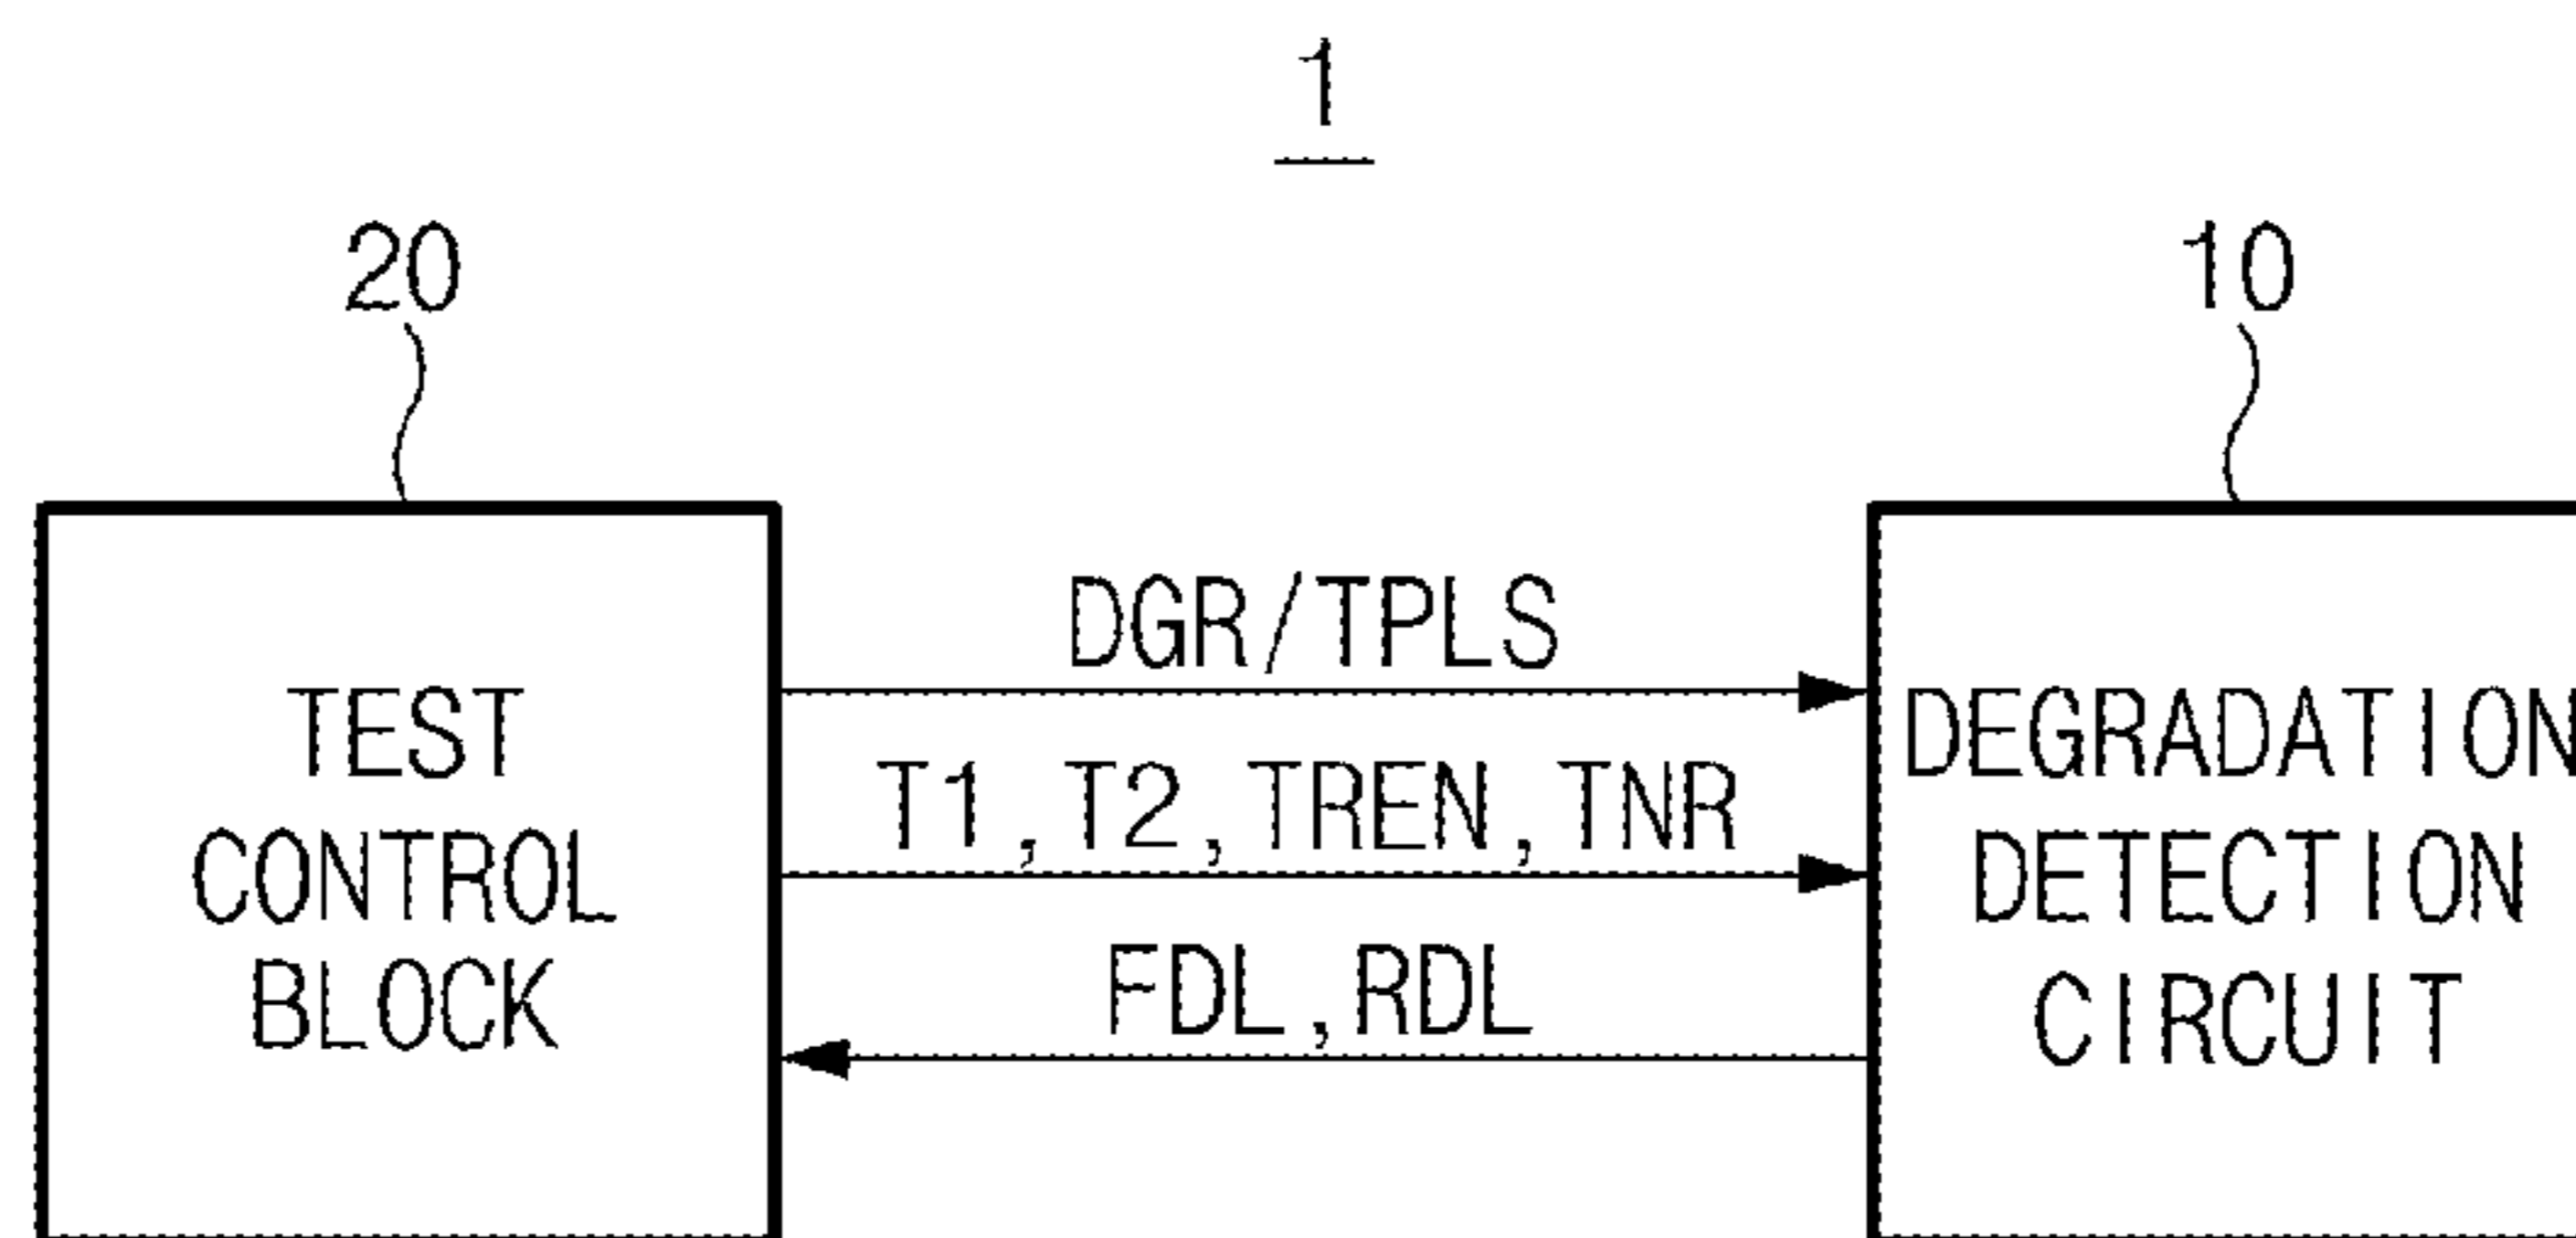 1
20
10
DGR/TPLS
T1,T2,TREN,TNR
FDL,RDL
TEST
CONTROL
BLOCK
DEGRADATION
DETECTION
CIRCUIT